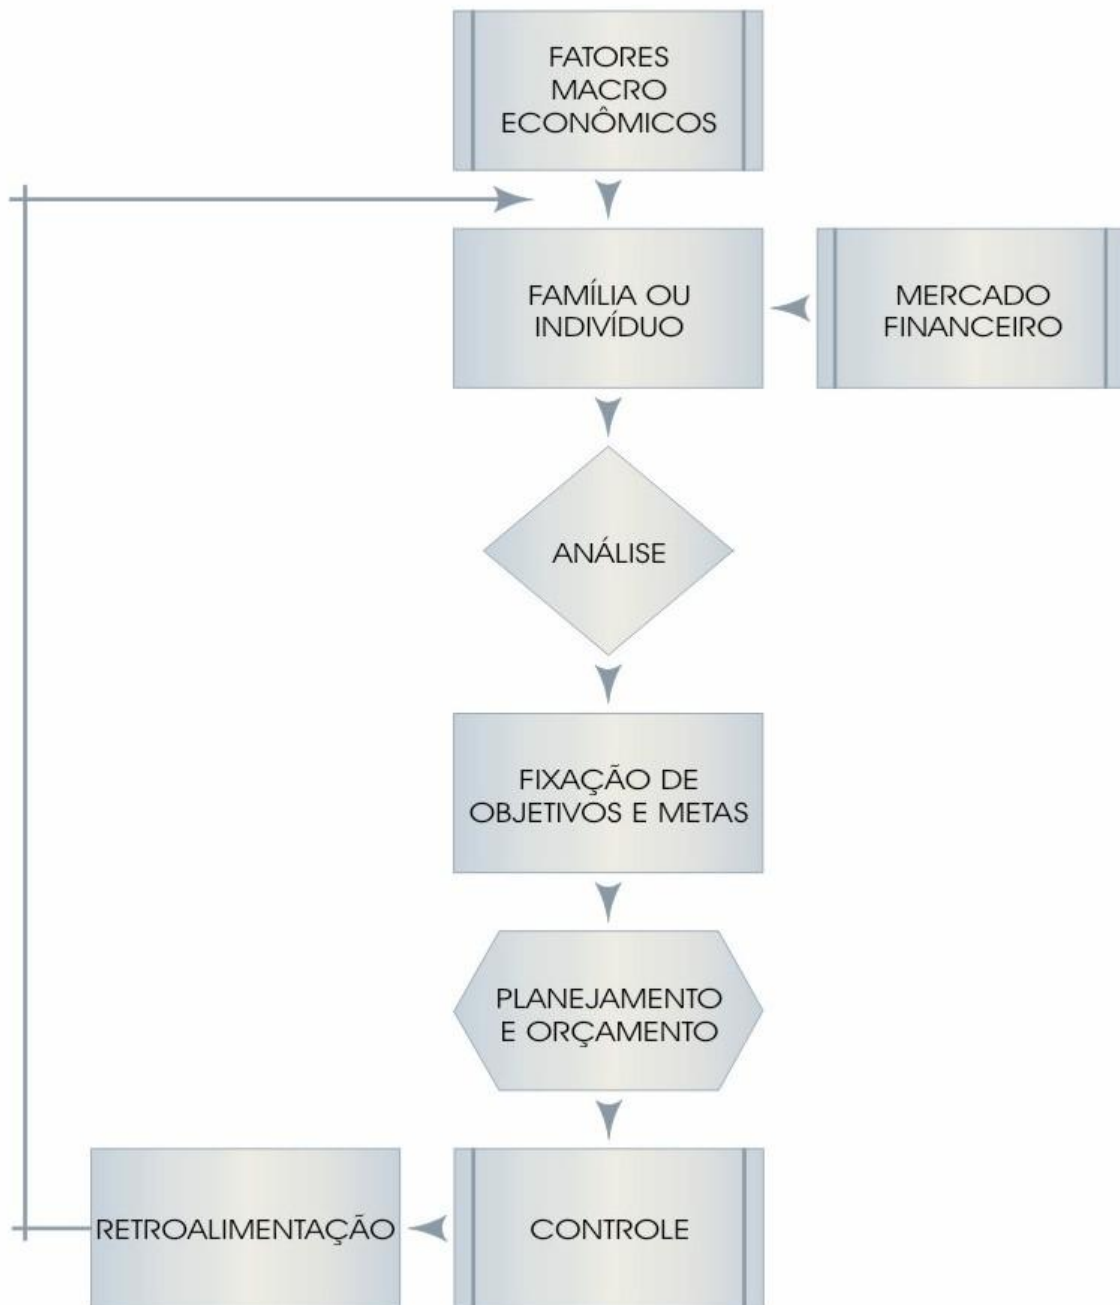 FATORES
MACRO
ECONÔMICOS
FAMÍLIA OU
INDIVÍDUO
MERCADO
FINANCEIRO
ANÁLISE
FIXAÇÃO DE
OBJETIVOS E METAS
PLANEJAMENTO
E ORÇAMENTO
RETROALIMENTAÇÃO
CONTROLE